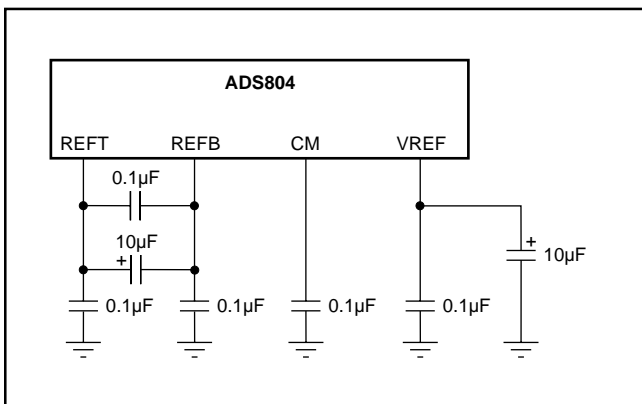 ADS804
REFT REFB CM VREF
0.1µF
10µF
+
+
10µF
0.1µF 0.1µF 0.1µF 0.1µF